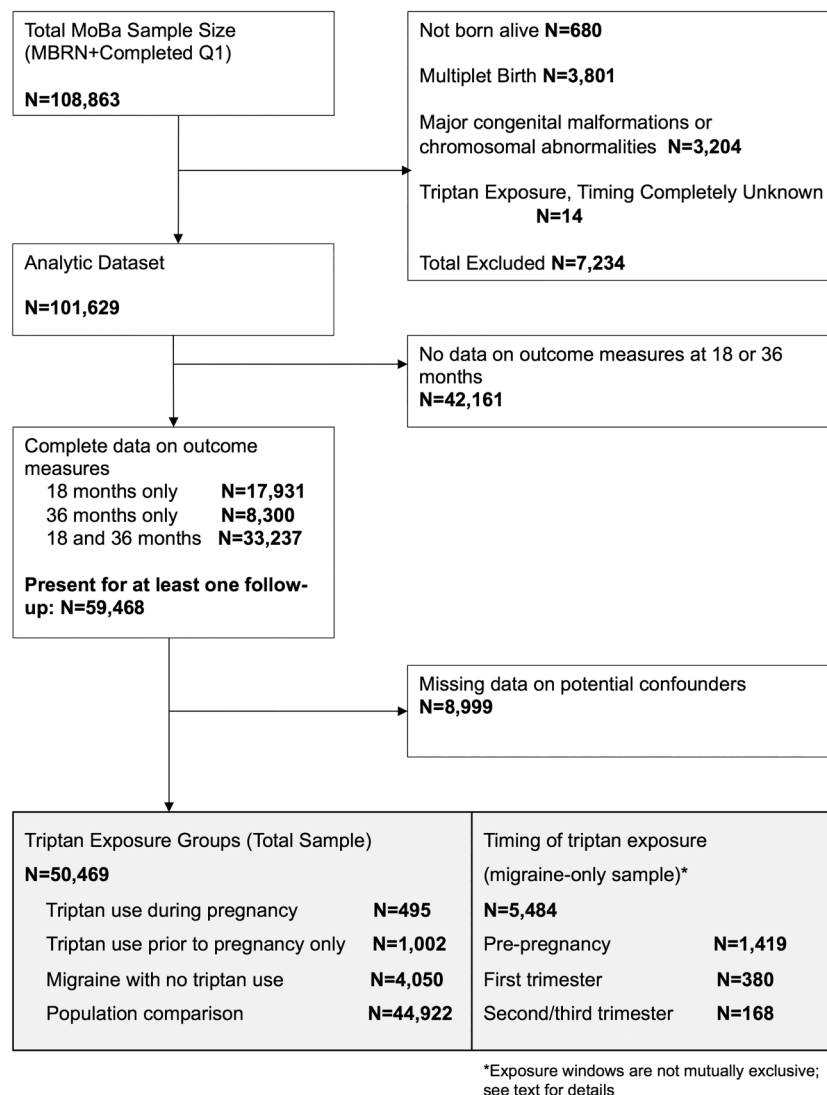 Total MoBa Sample Size
(MBRN+Completed Q1)
N=108,863
Not born alive N=680
Multiplet Birth N=3,801
Major congenital malformations or
chromosomal abnormalities N=3,204
Triptan Exposure, Timing Completely Unknown
N=14
Total Excluded N=7,234
Analytic Dataset
N=101,629
No data on outcome measures at 18 or 36
months
N=42,161
Complete data on outcome
measures
18 months only N=17,931
36 months only N=8,300
18 and 36 months N=33,237
Present for at least one follow-
up: N=59,468
Missing data on potential confounders
N=8,999
Triptan Exposure Groups (Total Sample)
N=50,469
Triptan use during pregnancy N=495
Triptan use prior to pregnancy only N=1,002
Migraine with no triptan use N=4,050
Population comparison N=44,922
Timing of triptan exposure
(migraine-only sample)*
N=5,484
Pre-pregnancy N=1,419
First trimester N=380
Second/third trimester N=168
*Exposure windows are not mutually exclusive;
see text for details